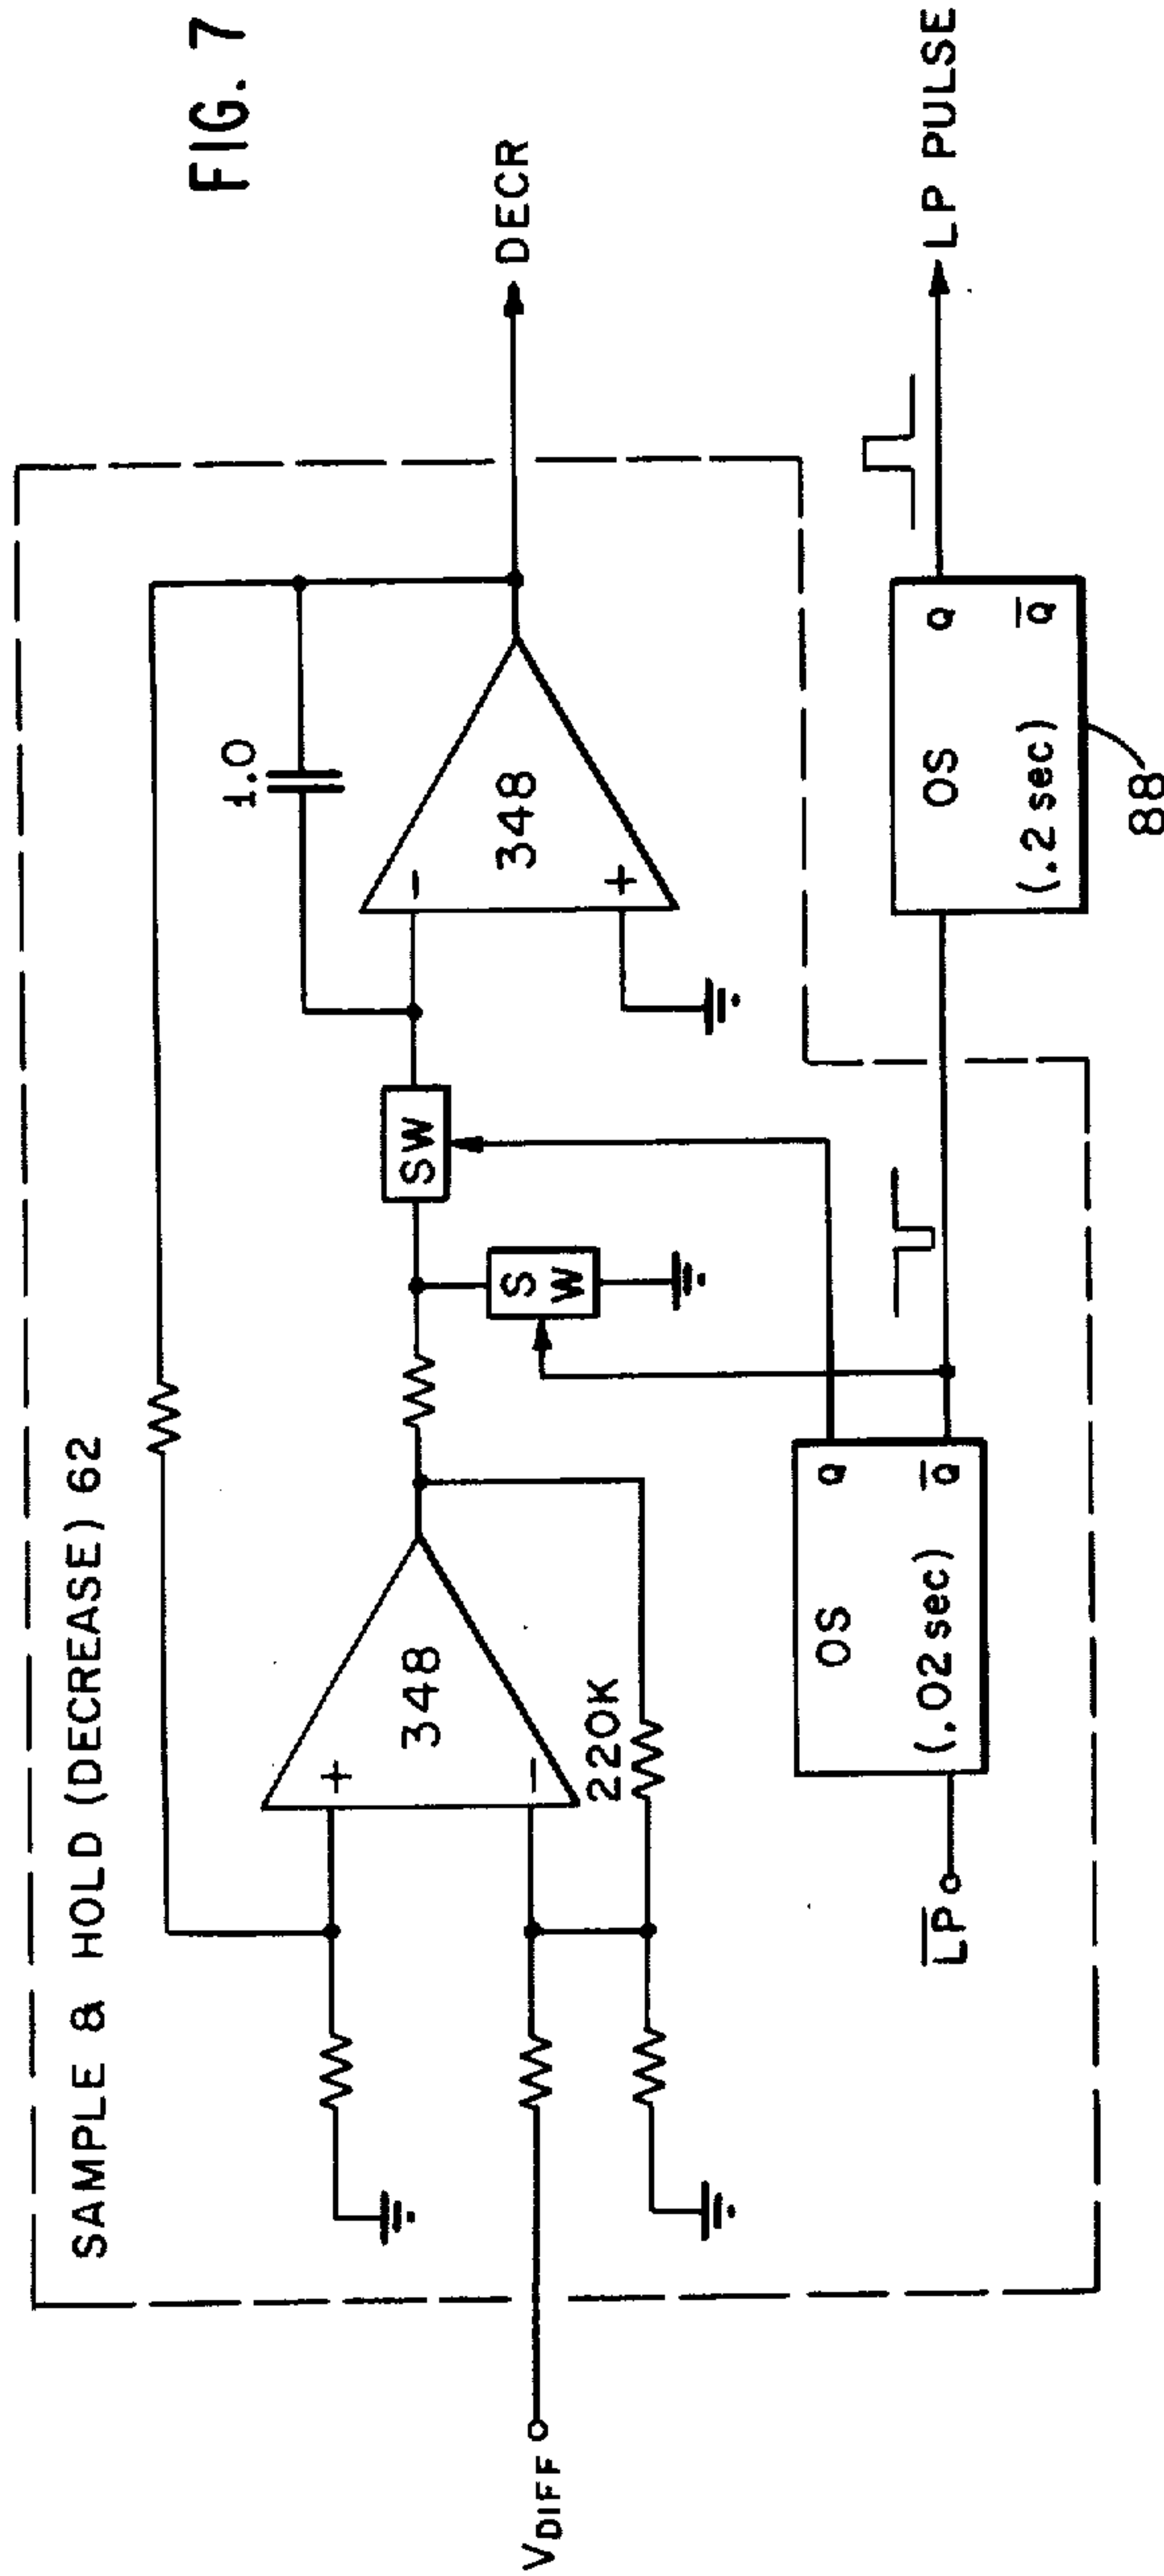 FIG. 7
SAMPLE & HOLD (DECREASE) 62
1.0
348
-
+
DECR
SW
S
W
348
+
-
220K
VDIFF
L̅P̅
OS
(.02 sec)
Q
Q̅
OS
(.2 sec)
Q
Q̅
88
LP PULSE